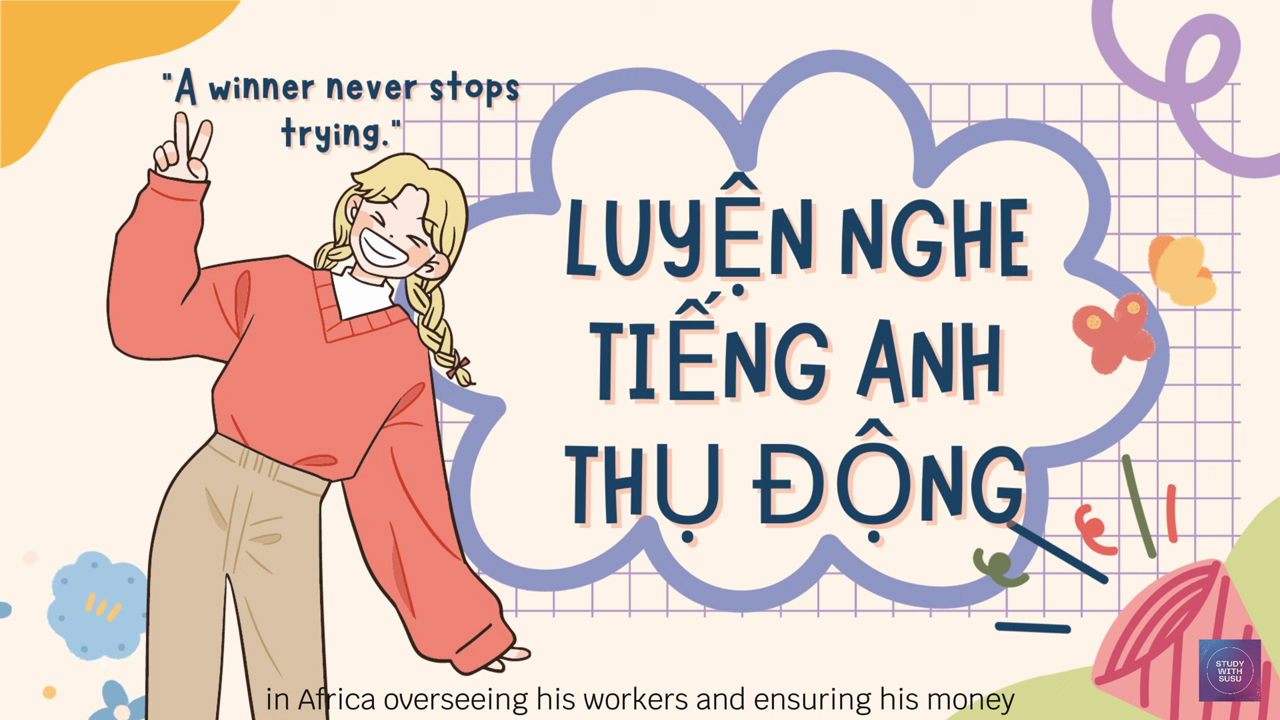 "A winner never stops
trying."
LUYỆN NGHE
TIẾNG ANH
THỤ ĐỘNG
STUDY
WITH
SUSU
in Africa overseeing his workers and ensuring his money